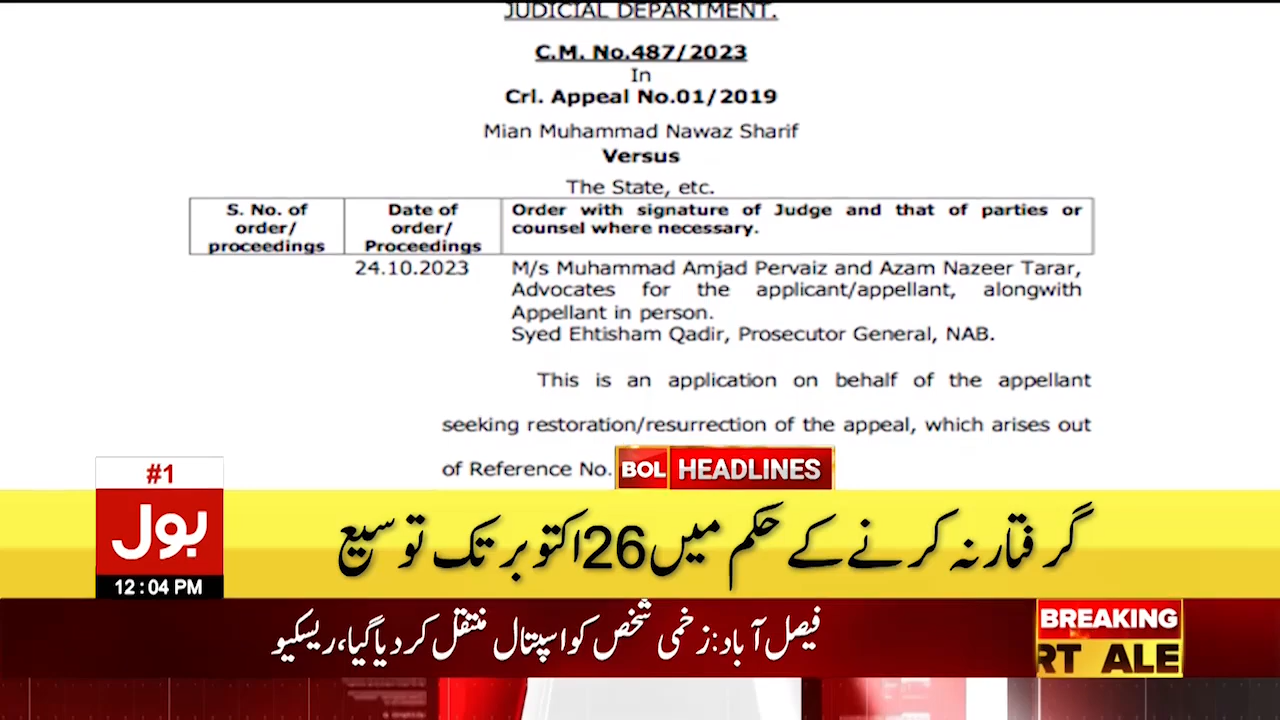 JUDICIAL DEPARTMENT.
C.M. No.487/2023
In
Crl. Appeal No.01/2019
Mian Muhammad Nawaz Sharif
Versus
The State, etc.
S. No. of
order/
proceedings
Date of
order/
Proceedings
Order with signature of Judge and that of parties or
counsel where necessary.
24.10.2023
M/s Muhammad Amjad Pervaiz and Azam Nazeer Tarar,
Advocates for the applicant/appellant, alongwith
Appellant in person.
Syed Ehtisham Qadir, Prosecutor General, NAB.
This is an application on behalf of the appellant
seeking restoration/resurrection of the appeal, which arises out
of Reference No.
BOL HEADLINES
#1
بول
12:04 PM
گرفتار نہ کرنے کے حکم میں 26 اکتوبر تک توسیع
فیصل آباد: زخمی شخص کو اسپتال منتقل کر دیا گیا، ریسکیو
BREAKING
RT ALE